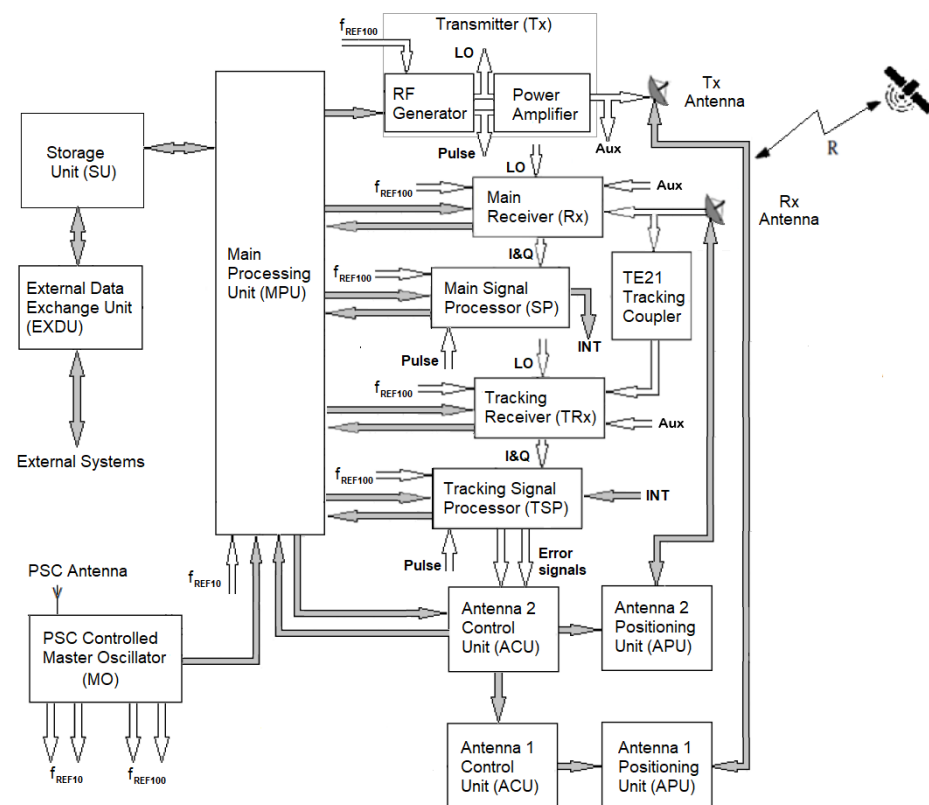 fREF100
Transmitter (Tx)
LO
RF
Generator
Power
Amplifier
Tx
Antenna
Pulse
Aux
R
Storage
Unit (SU)
LO
fREF100
Aux
Main
Receiver (Rx)
Rx
Antenna
Main
Processing
Unit (MPU)
I&Q
External Data
Exchange Unit
(EXDU)
fREF100
Main Signal
Processor (SP)
TE21
Tracking
Coupler
INT
Pulse
LO
fREF100
Tracking
Receiver (TRx)
Aux
External Systems
I&Q
fREF100
Tracking Signal
Processor (TSP)
INT
Pulse
Error
signals
fREF10
PSC Antenna
PSC Controlled
Master Oscillator
(MO)
Antenna 2
Control
Unit (ACU)
Antenna 2
Positioning
Unit (APU)
fREF10
fREF100
Antenna 1
Control
Unit (ACU)
Antenna 1
Positioning
Unit (APU)